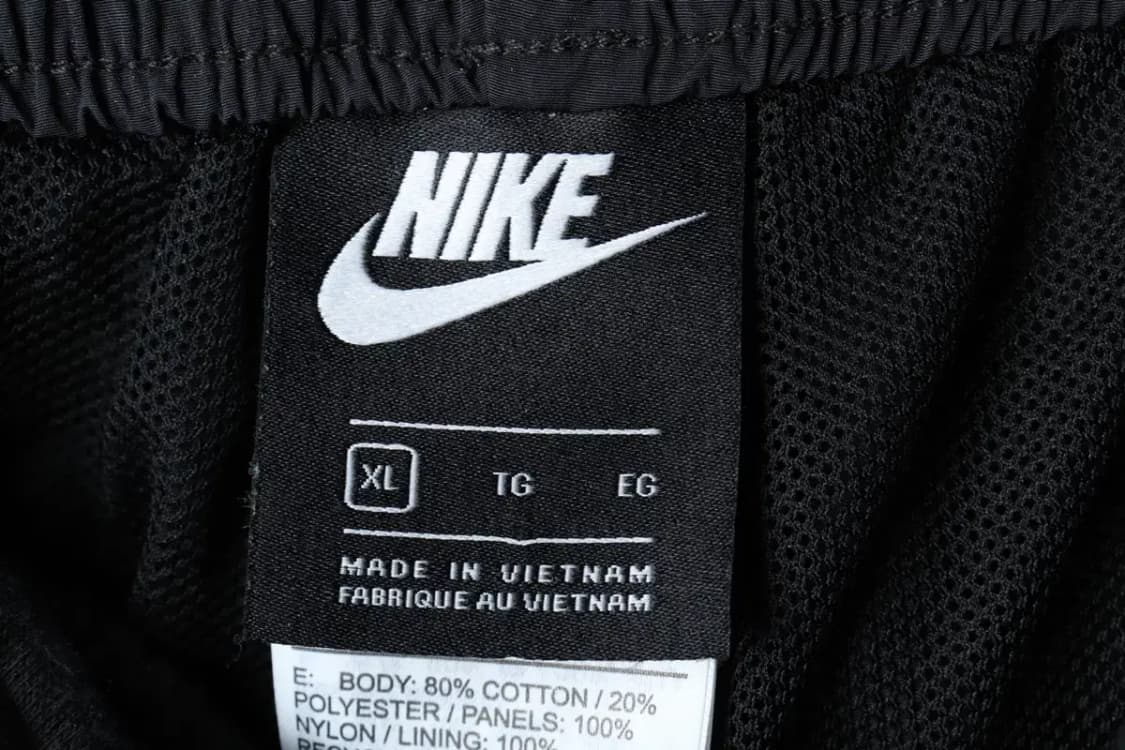 NIKE
XL TG EG
MADE IN VIETNAM
FABRIQUE AU VIETNAM
E: BODY: 80% COTTON / 20%
POLYESTER / PANELS: 100%
NYLON / LINING: 100%